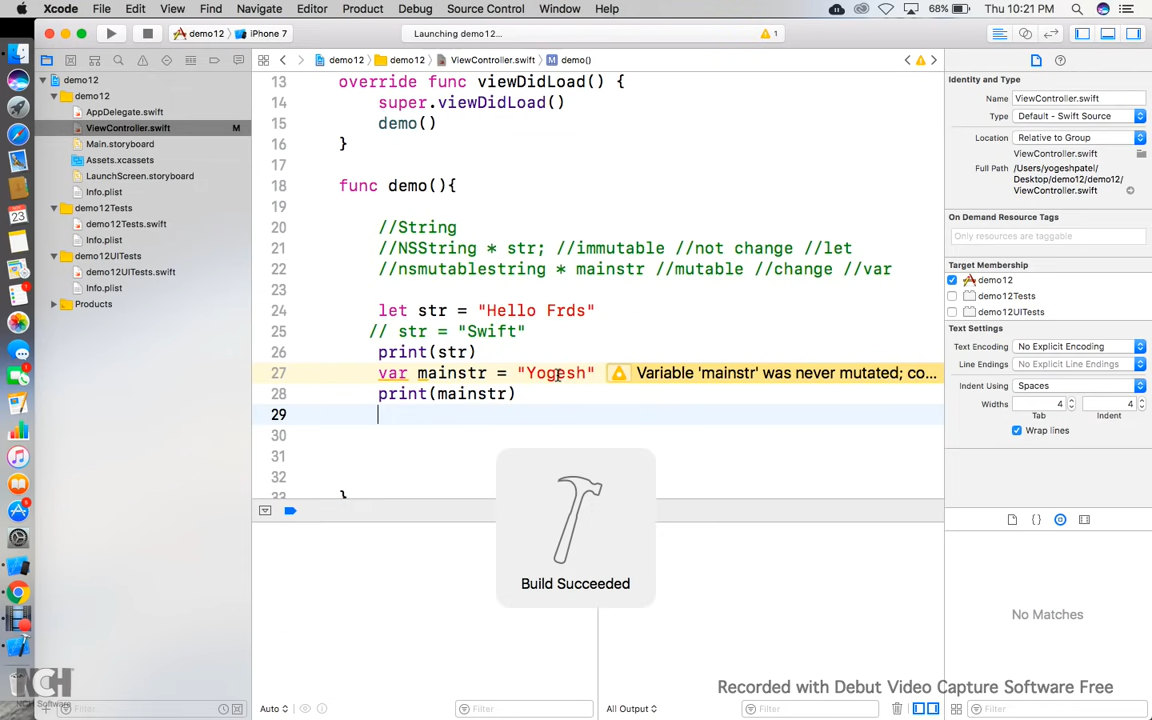 Xcode File Edit View Find Navigate Editor Product Debug Source Control Window Help 68% Thu 10:21 PM
demo12 iPhone 7 Launching demo12... 1
demo12 demo12 ViewController.swift M demo()
demo12
demo12
AppDelegate.swift
ViewController.swift M
Main.storyboard
Assets.xcassets
LaunchScreen.storyboard
Info.plist
demo12Tests
demo12Tests.swift
Info.plist
demo12UITests
demo12UITests.swift
Info.plist
Products
13 override func viewDidLoad() {
14 super.viewDidLoad()
15 demo()
16 }
17
18 func demo(){
19
20 //String
21 //NSString * str; //immutable //not change //let
22 //nsmutablestring * mainstr //mutable //change //var
23
24 let str = "Hello Frds"
25 // str = "Swift"
26 print(str)
27 var mainstr = "Yogesh" Variable 'mainstr' was never mutated; co...
28 print(mainstr)
29
30
31
32
33 }
Build Succeeded
Identity and Type
Name ViewController.swift
Type Default - Swift Source
Location Relative to Group
ViewController.swift
Full Path /Users/yogeshpatel/
Desktop/demo12/demo12/
ViewController.swift
On Demand Resource Tags
Only resources are taggable
Target Membership
demo12
demo12Tests
demo12UITests
Text Settings
Text Encoding No Explicit Encoding
Line Endings No Explicit Line Endings
Indent Using Spaces
Widths 4 4
Tab Indent
Wrap lines
{}
No Matches
Recorded with Debut Video Capture Software Free
NCH
NCH Software
Filter Auto Filter All Output Filter Filter
23